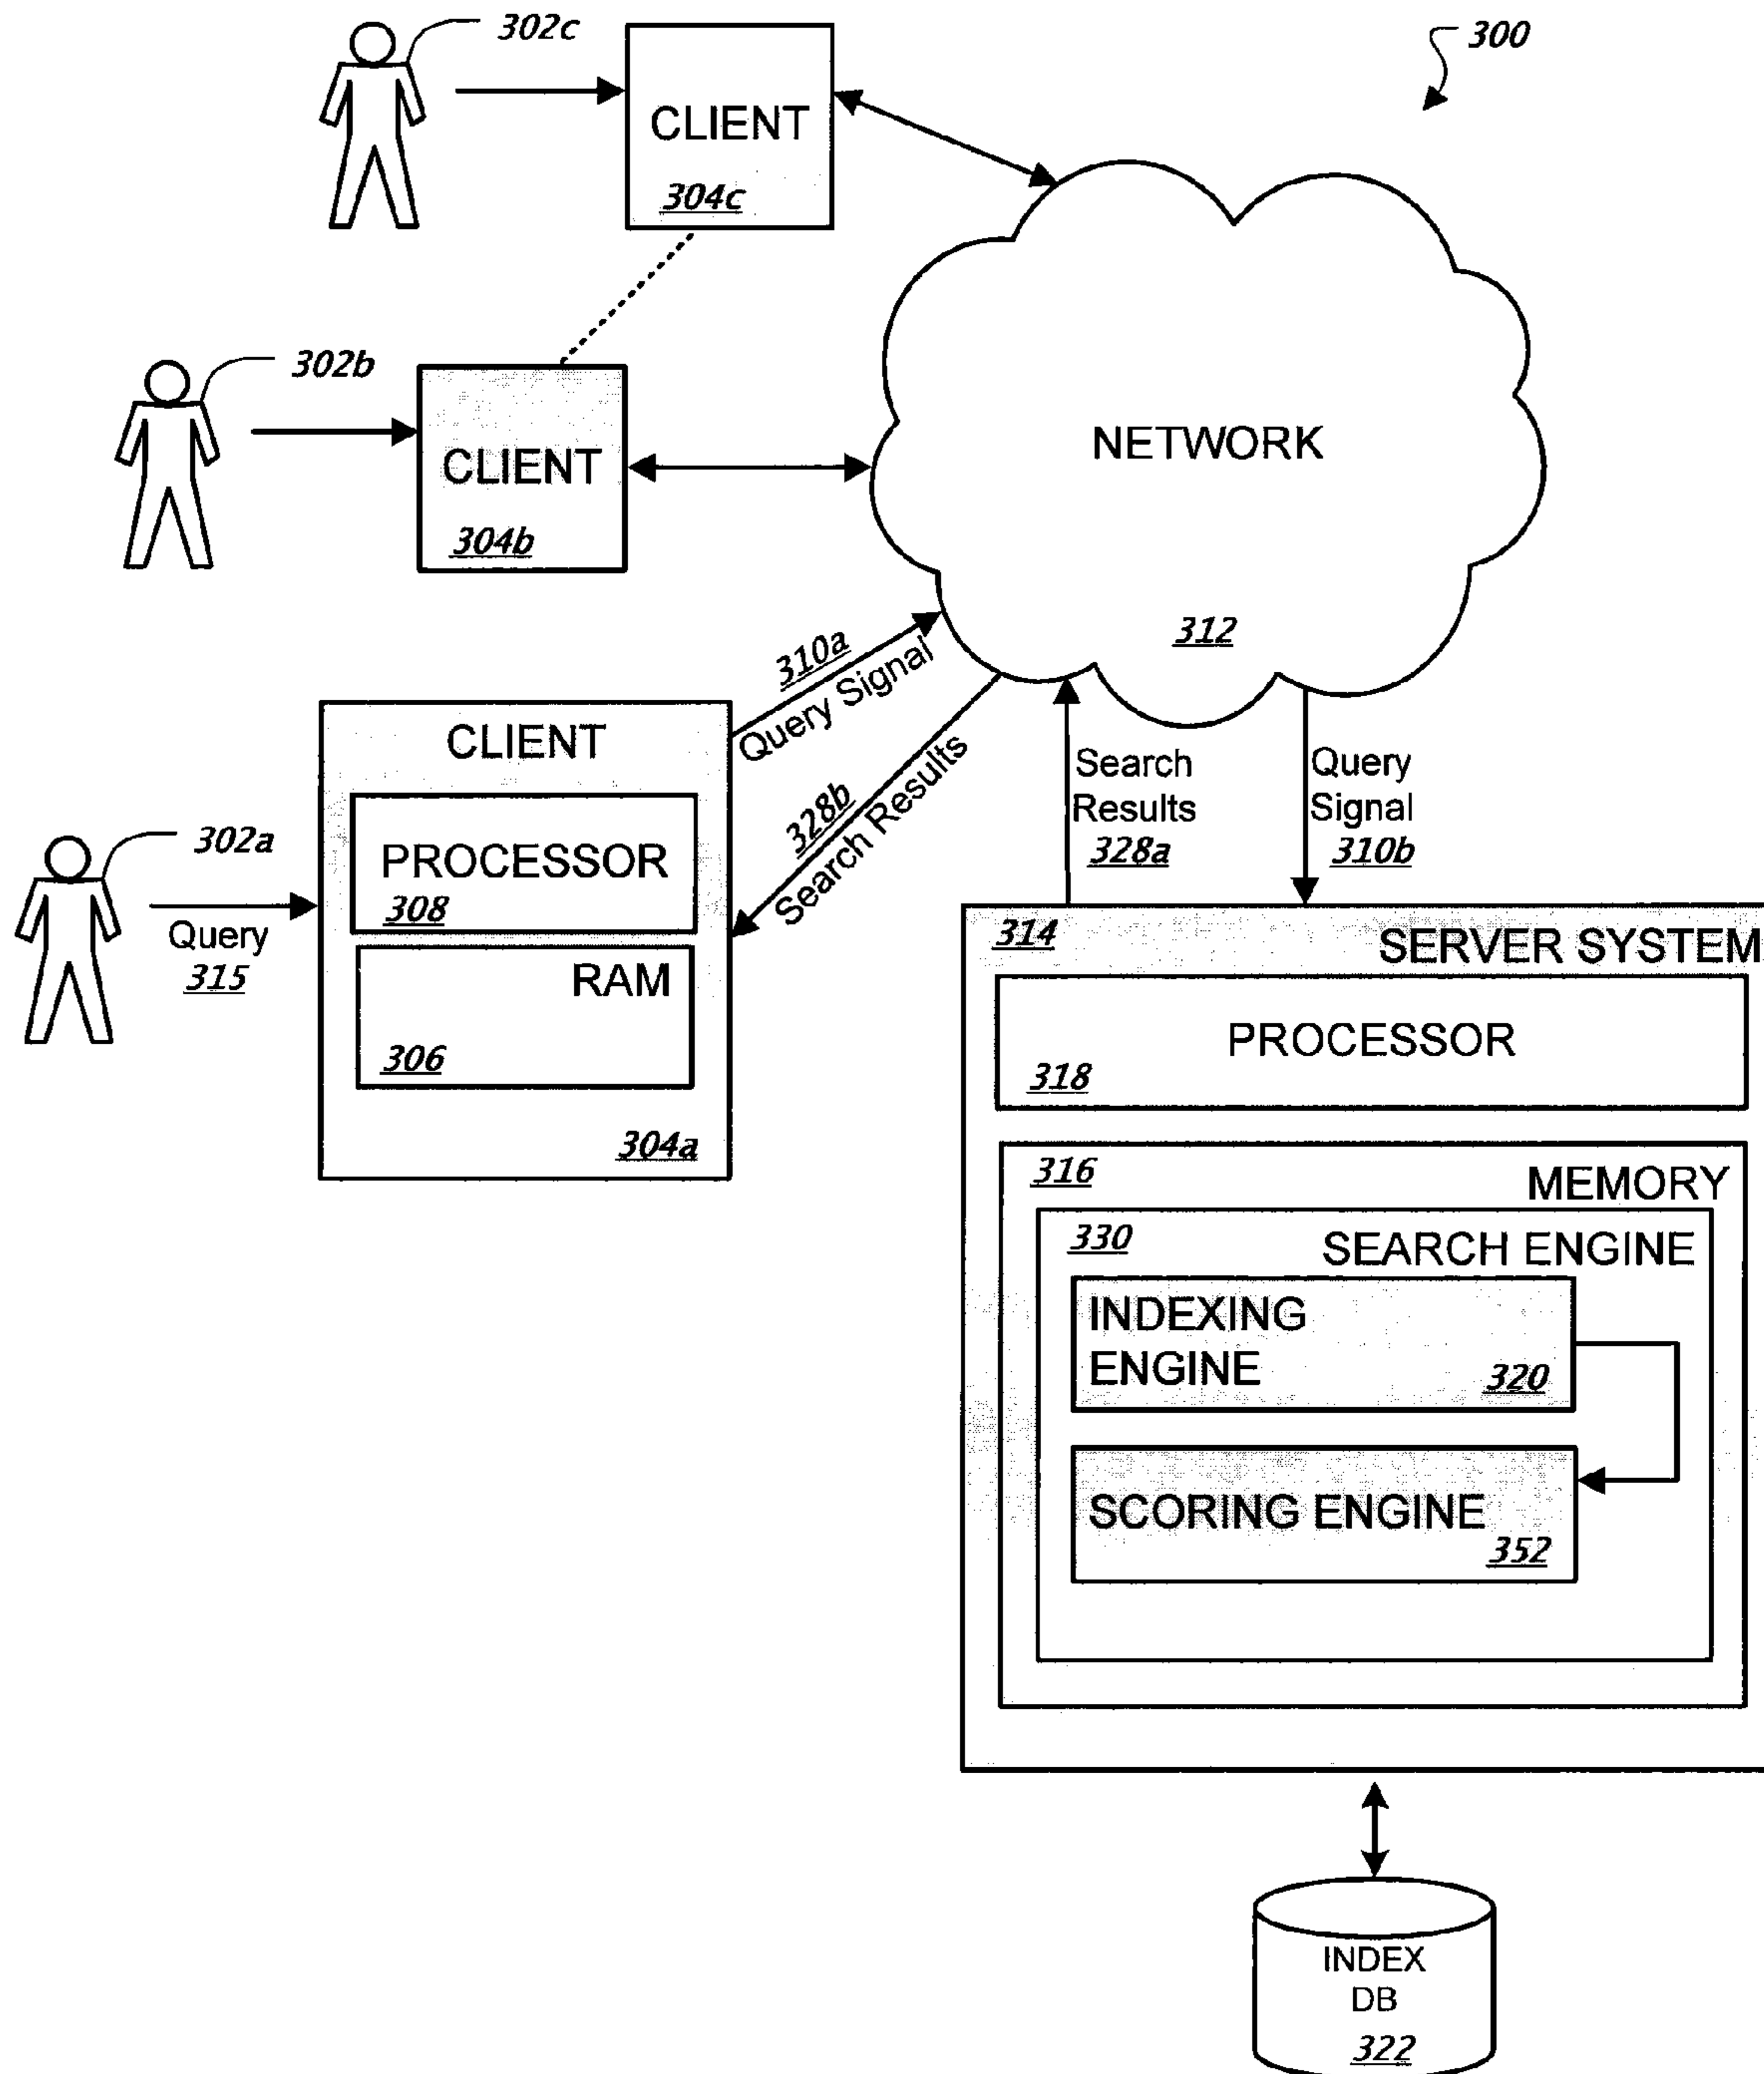 302c
300
CLIENT
304c
302b
CLIENT
304b
NETWORK
312
310a
Query Signal
328b
Search Results
Search
Results
328a
Query
Signal
310b
302a
Query
315
CLIENT
PROCESSOR
308
RAM
306
304a
314
SERVER SYSTEM
PROCESSOR
318
316
MEMORY
330
SEARCH ENGINE
INDEXING
ENGINE
320
SCORING ENGINE
352
INDEX
DB
322